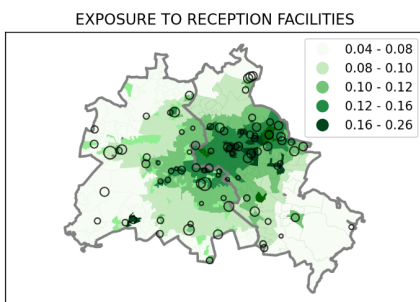 EXPOSURE TO RECEPTION FACILITIES
0.04 - 0.08
0.08 - 0.10
0.10 - 0.12
0.12 - 0.16
0.16 - 0.26